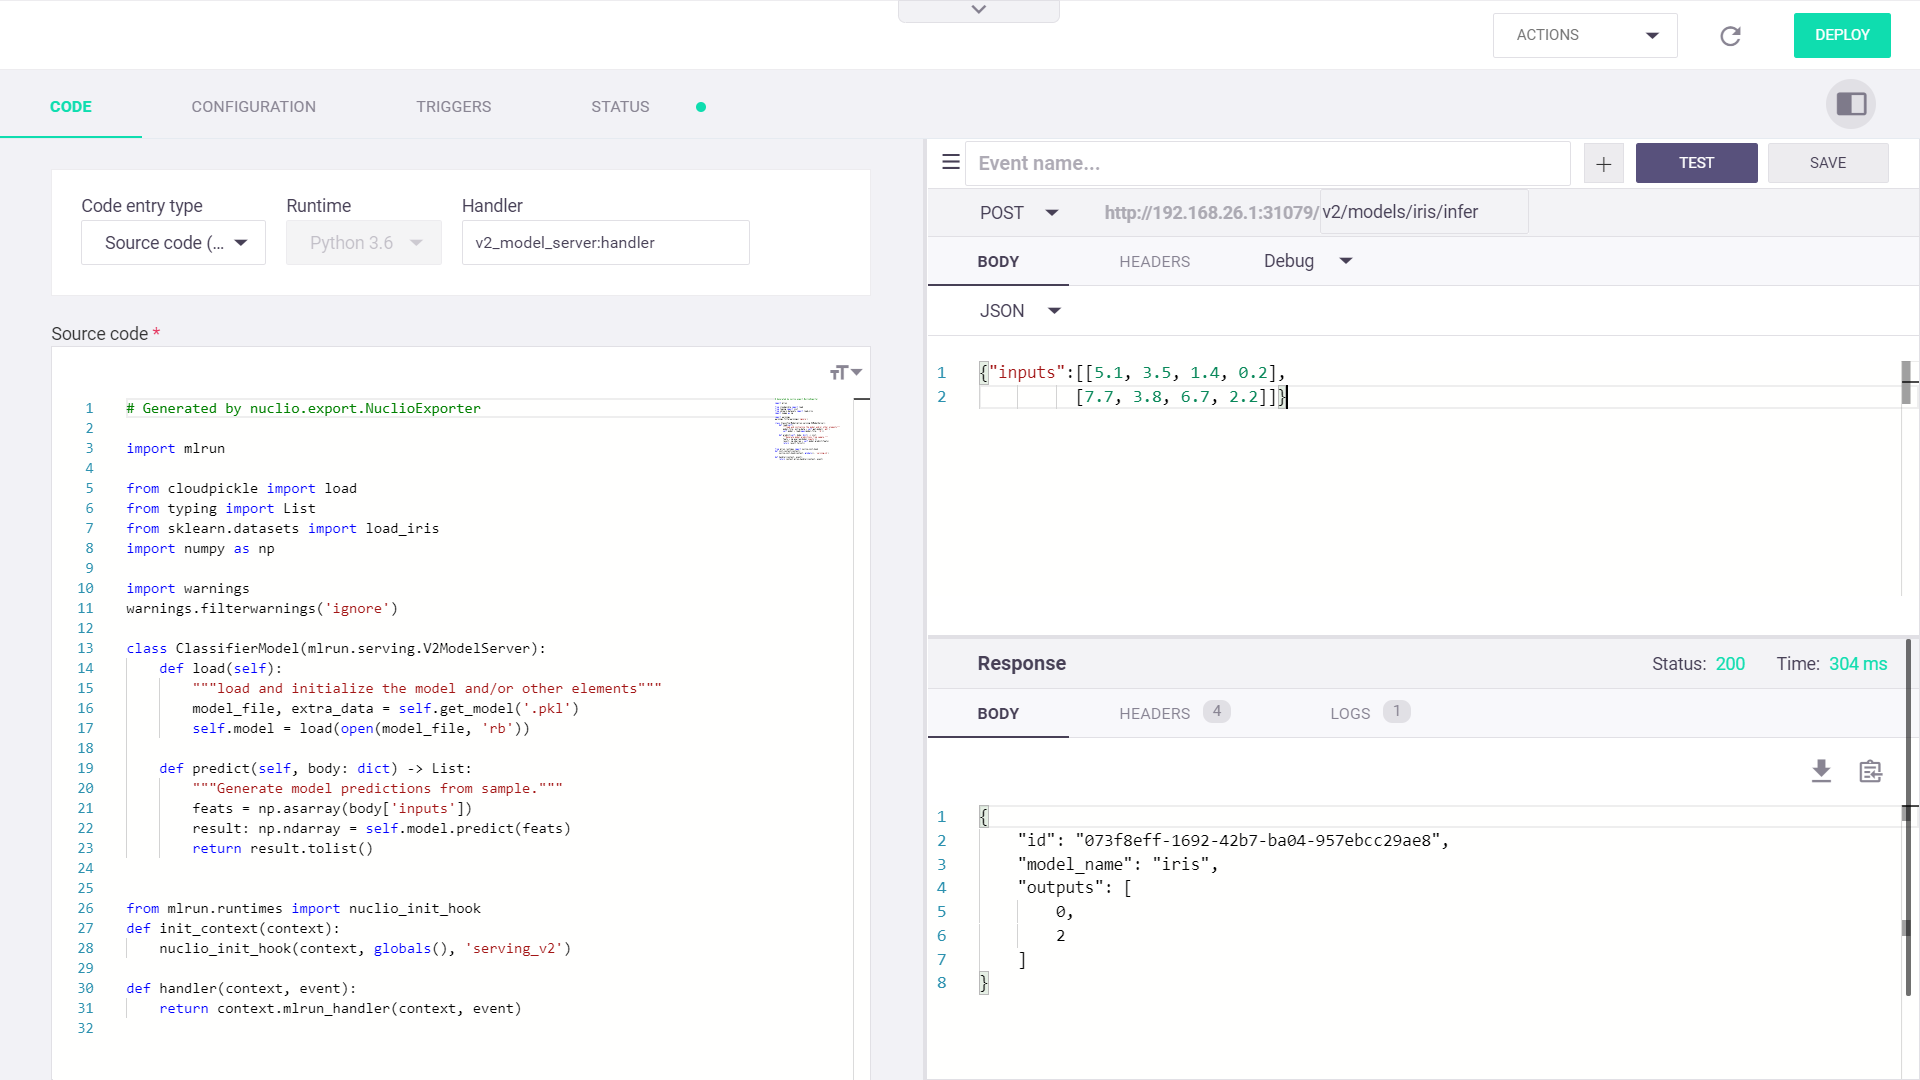 ACTIONS
DEPLOY
CODE
CONFIGURATION
TRIGGERS
STATUS
Code entry type
Runtime
Handler
Source code (...
Python 3.6
v2_model_server:handler
Source code *
1 # Generated by nuclio.export.NuclioExporter
2
3 import mlrun
4
5 from cloudpickle import load
6 from typing import List
7 from sklearn.datasets import load_iris
8 import numpy as np
9
10 import warnings
11 warnings.filterwarnings('ignore')
12
13 class ClassifierModel(mlrun.serving.V2ModelServer):
14     def load(self):
15         """load and initialize the model and/or other elements"""
16         model_file, extra_data = self.get_model('.pkl')
17         self.model = load(open(model_file, 'rb'))
18
19     def predict(self, body: dict) -> List:
20         """Generate model predictions from sample."""
21         feats = np.asarray(body['inputs'])
22         result: np.ndarray = self.model.predict(feats)
23         return result.tolist()
24
25
26 from mlrun.runtimes import nuclio_init_hook
27 def init_context(context):
28     nuclio_init_hook(context, globals(), 'serving_v2')
29
30 def handler(context, event):
31     return context.mlrun_handler(context, event)
32
Event name...
+
TEST
SAVE
POST
http://192.168.26.1:31079/
v2/models/iris/infer
BODY
HEADERS
Debug
JSON
1 {"inputs":[[5.1, 3.5, 1.4, 0.2],
2           [7.7, 3.8, 6.7, 2.2]]}
Response
Status: 200
Time: 304 ms
BODY
HEADERS 4
LOGS 1
1 {
2     "id": "073f8eff-1692-42b7-ba04-957ebcc29ae8",
3     "model_name": "iris",
4     "outputs": [
5         0,
6         2
7     ]
8 }